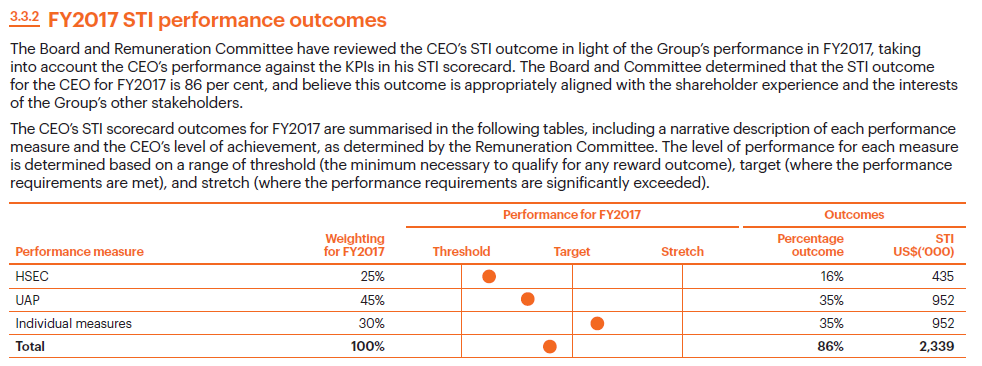 3.3.2 FY2017 STI performance outcomes
The Board and Remuneration Committee have reviewed the CEO's STI outcome in light of the Group's performance in FY2017, taking
into account the CEO's performance against the KPIs in his STI scorecard. The Board and Committee determined that the STI outcome
for the CEO for FY2017 is 86 per cent, and believe this outcome is appropriately aligned with the shareholder experience and the interests
of the Group's other stakeholders.
The CEO's STI scorecard outcomes for FY2017 are summarised in the following tables, including a narrative description of each performance
measure and the CEO's level of achievement, as determined by the Remuneration Committee. The level of performance for each measure
is determined based on a range of threshold (the minimum necessary to qualify for any reward outcome), target (where the performance
requirements are met), and stretch (where the performance requirements are significantly exceeded).
Performance for FY2017 Outcomes
Weighting Percentage STI
Performance measure for FY2017 Threshold Target Stretch outcome US$('000)
HSEC 25% 16% 435
UAP 45% 35% 952
Individual measures 30% 35% 952
Total 100% 86% 2,339